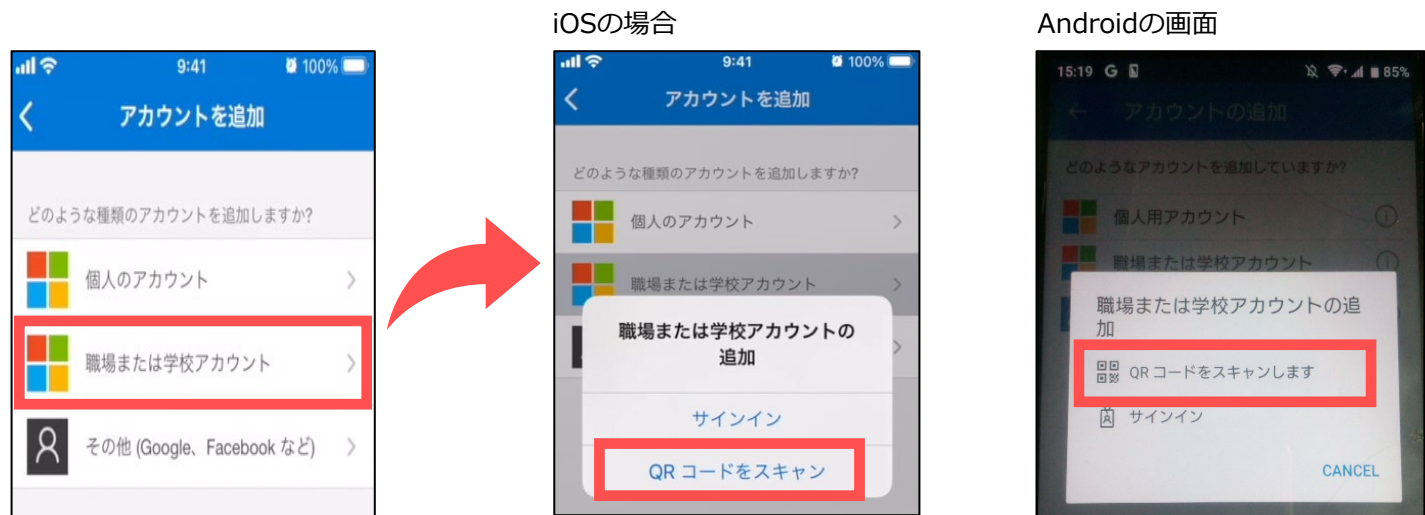 iOSの場合
Androidの画面
9:41 100%
アカウントを追加
どのような種類のアカウントを追加しますか?
個人のアカウント
職場または学校アカウント
その他 (Google、Facebook など)
9:41 100%
アカウントを追加
どのような種類のアカウントを追加しますか?
個人のアカウント
職場または学校アカウント
職場または学校アカウントの
追加
サインイン
QR コードをスキャン
15:19 G 85%
アカウントの追加
どのようなアカウントを追加していますか?
個人用アカウント
職場または学校アカウント
職場または学校アカウントの追
加
QR コードをスキャンします
サインイン
CANCEL